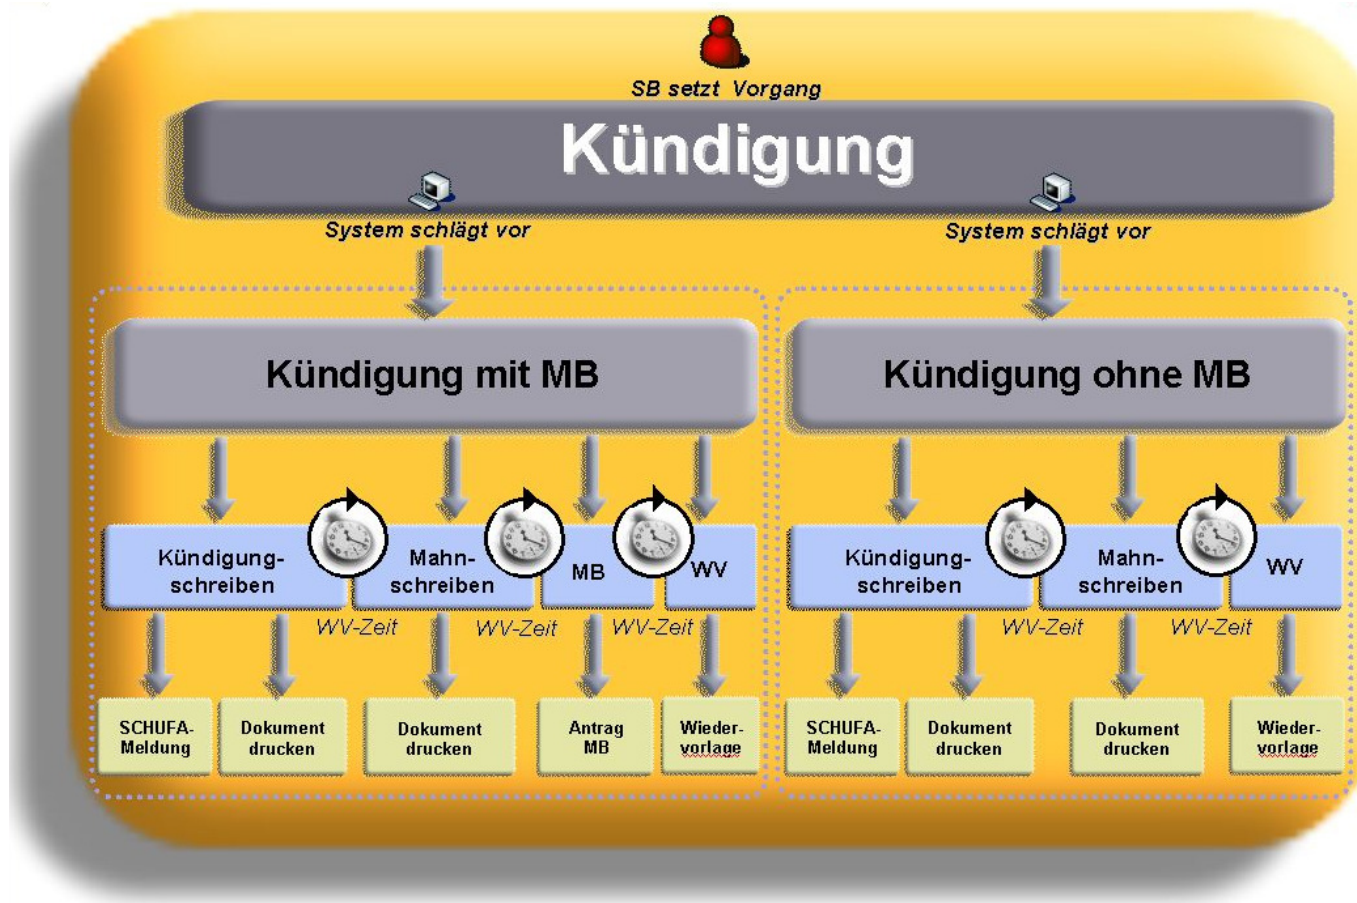 SB setzt Vorgang
Kündigung
System schlägt vor
System schlägt vor
Kündigung mit MB
Kündigung ohne MB
Kündigung-
schreiben
Mahn-
schreiben
MB
WV
Kündigung-
schreiben
Mahn-
schreiben
WV
WV-Zeit
WV-Zeit
WV-Zeit
WV-Zeit
WV-Zeit
SCHUFA-
Meldung
Dokument
drucken
Dokument
drucken
Antrag
MB
Wieder-
vorlage
SCHUFA-
Meldung
Dokument
drucken
Dokument
drucken
Wieder-
vorlage